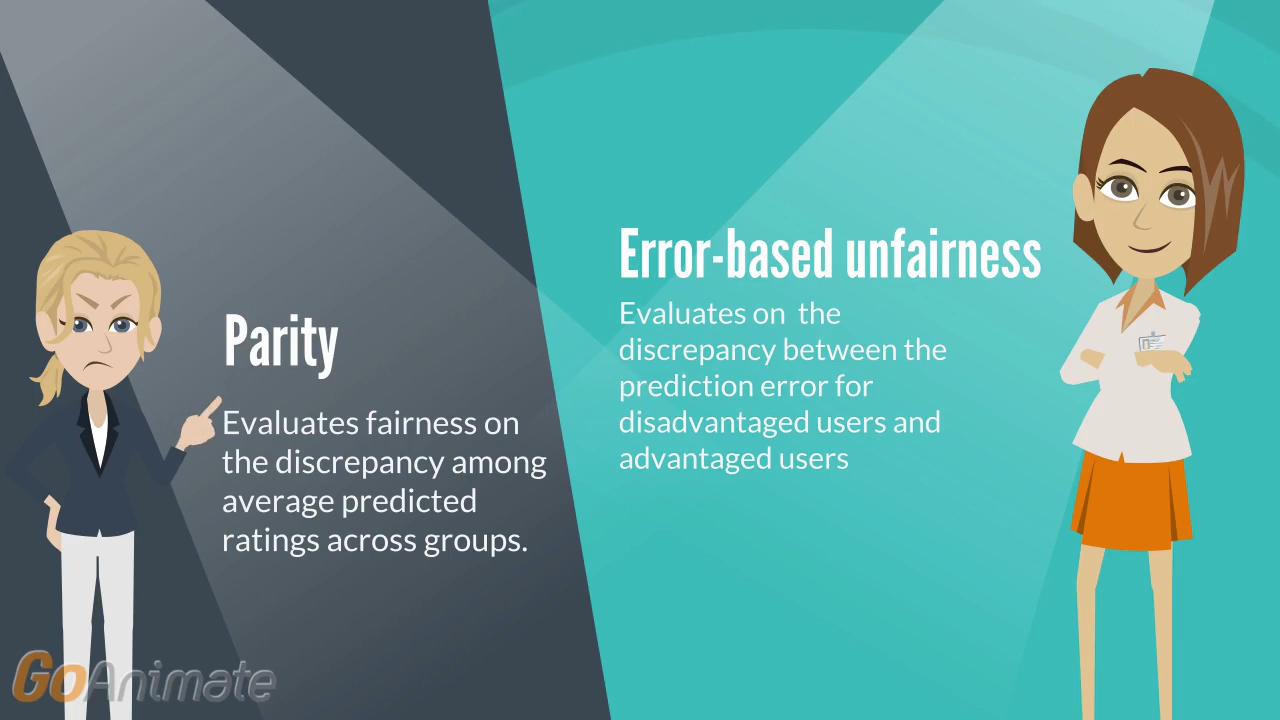 Parity
Evaluates fairness on
the discrepancy among
average predicted
ratings across groups.
Error-based unfairness
Evaluates on  the
discrepancy between the
prediction error for
disadvantaged users and
advantaged users
GoAnimate